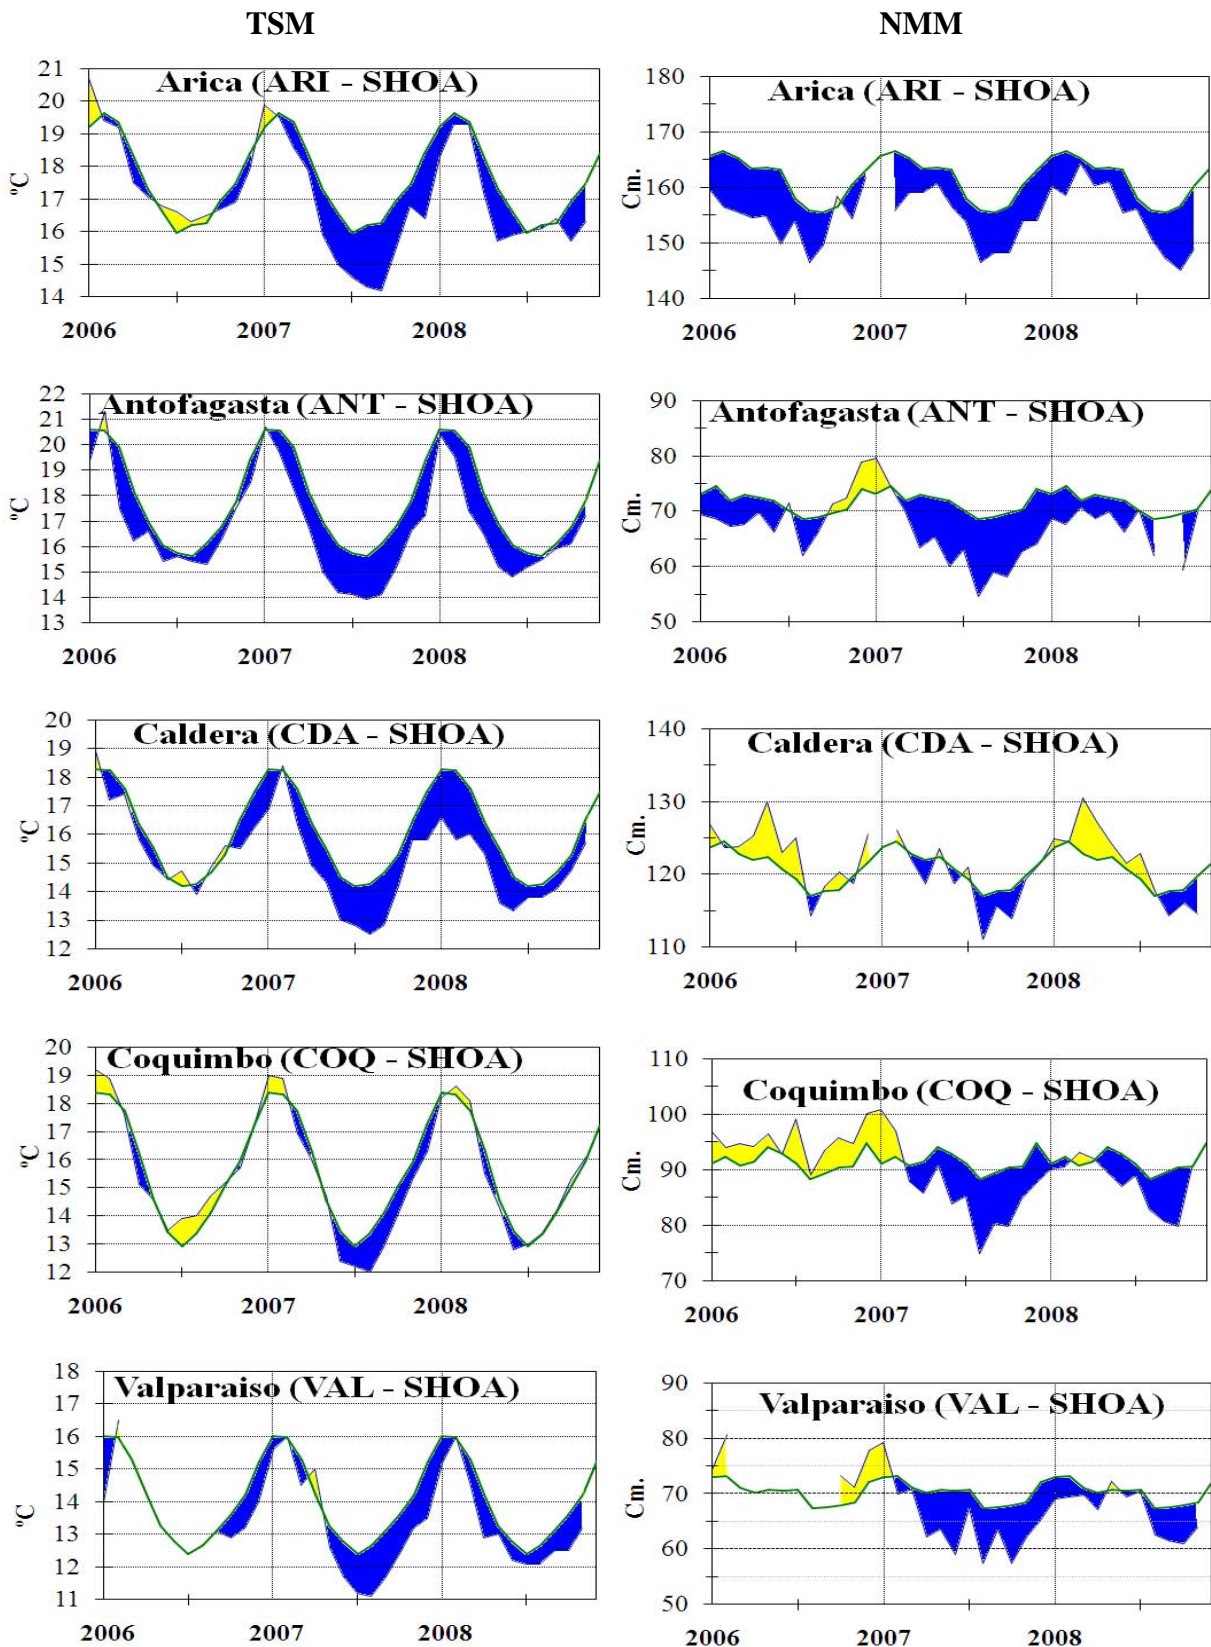 TSM
NMM
Arica (ARI - SHOA)
ºC
21
20
19
18
17
16
15
14
2006 2007 2008
Arica (ARI - SHOA)
Cm.
180
170
160
150
140
2006 2007 2008
Antofagasta (ANT - SHOA)
ºC
22
21
20
19
18
17
16
15
14
13
2006 2007 2008
Antofagasta (ANT - SHOA)
Cm.
90
80
70
60
50
2006 2007 2008
Caldera (CDA - SHOA)
ºC
20
19
18
17
16
15
14
13
12
2006 2007 2008
Caldera (CDA - SHOA)
Cm.
140
130
120
110
2006 2007 2008
Coquimbo (COQ - SHOA)
ºC
20
19
18
17
16
15
14
13
12
2006 2007 2008
Coquimbo (COQ - SHOA)
Cm.
110
100
90
80
70
2006 2007 2008
Valparaiso (VAL - SHOA)
ºC
18
17
16
15
14
13
12
11
2006 2007 2008
Valparaiso (VAL - SHOA)
Cm.
90
80
70
60
50
2006 2007 2008